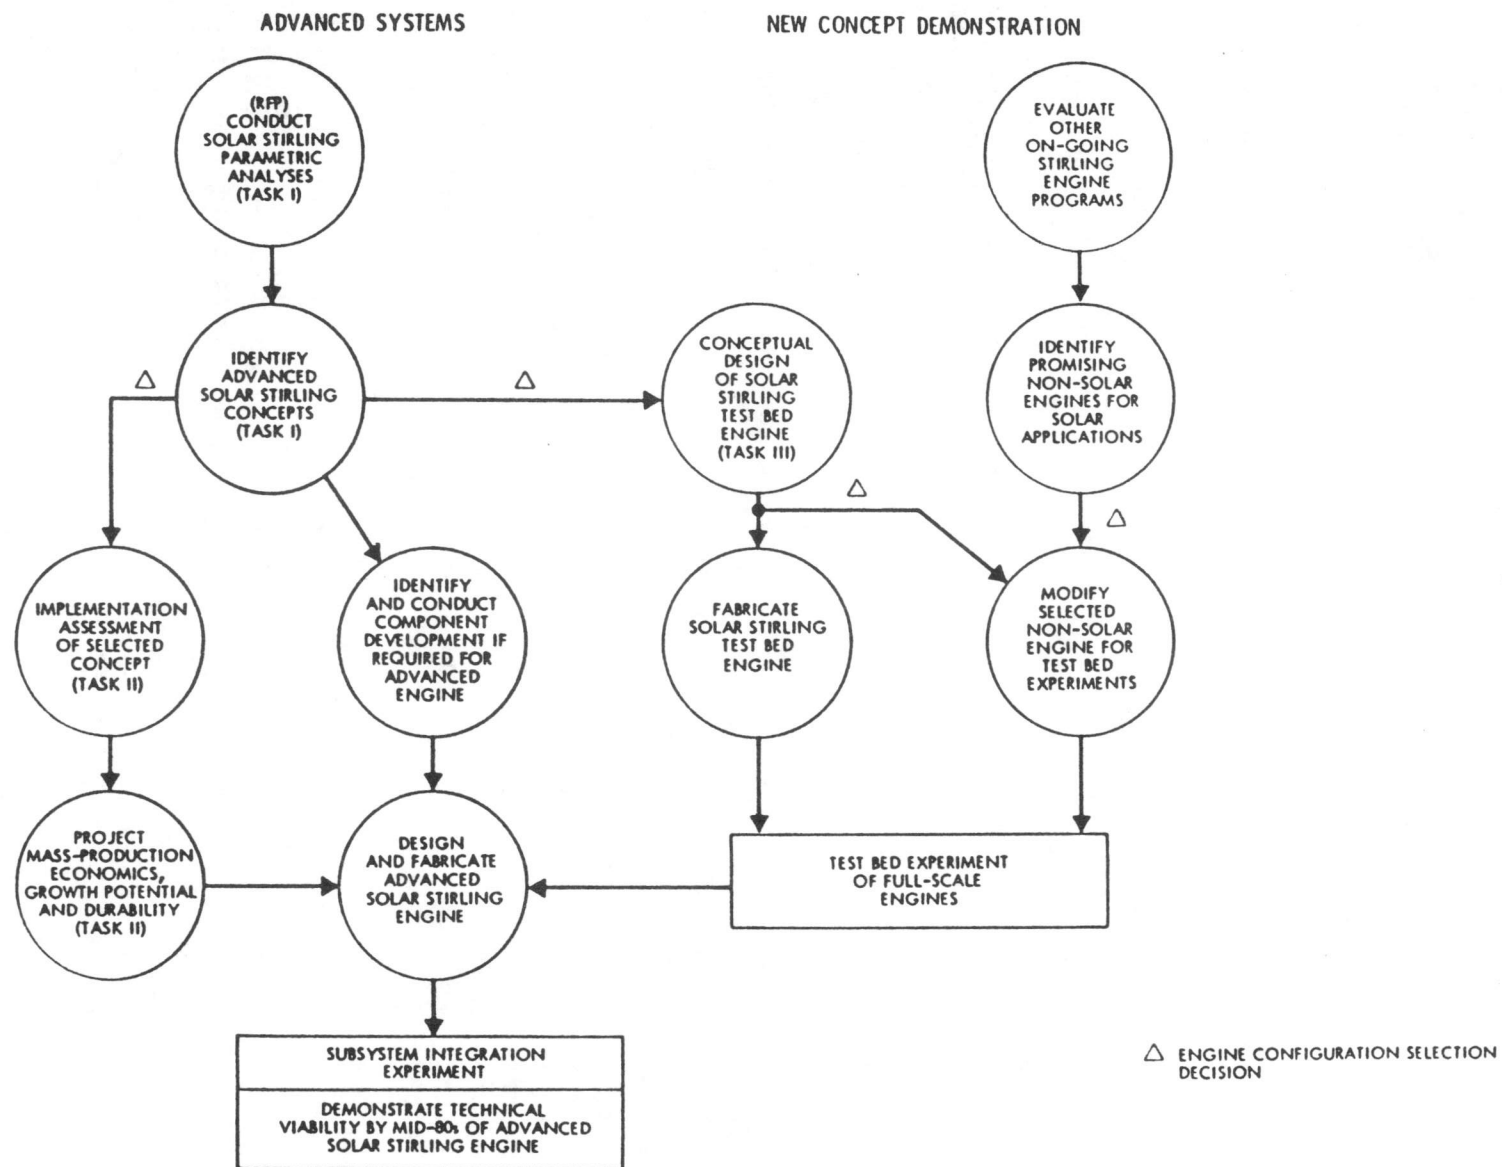 ADVANCED SYSTEMS
NEW CONCEPT DEMONSTRATION
(RFP)
CONDUCT
SOLAR STIRLING
PARAMETRIC
ANALYSES
(TASK I)
EVALUATE
OTHER
ON-GOING
STIRLING
ENGINE
PROGRAMS
IDENTIFY
ADVANCED
SOLAR STIRLING
CONCEPTS
(TASK I)
CONCEPTUAL
DESIGN
OF SOLAR
STIRLING
TEST BED
ENGINE
(TASK III)
IDENTIFY
PROMISING
NON-SOLAR
ENGINES FOR
SOLAR
APPLICATIONS
IMPLEMENTATION
ASSESSMENT
OF SELECTED
CONCEPT
(TASK II)
IDENTIFY
AND CONDUCT
COMPONENT
DEVELOPMENT IF
REQUIRED FOR
ADVANCED
ENGINE
FABRICATE
SOLAR STIRLING
TEST BED
ENGINE
MODIFY
SELECTED
NON-SOLAR
ENGINE FOR
TEST BED
EXPERIMENTS
PROJECT
MASS-PRODUCTION
ECONOMICS,
GROWTH POTENTIAL
AND DURABILITY
(TASK II)
DESIGN
AND FABRICATE
ADVANCED
SOLAR STIRLING
ENGINE
TEST BED EXPERIMENT
OF FULL-SCALE
ENGINES
SUBSYSTEM INTEGRATION
EXPERIMENT
DEMONSTRATE TECHNICAL
VIABILITY BY MID-80s OF ADVANCED
SOLAR STIRLING ENGINE
△ ENGINE CONFIGURATION SELECTION
DECISION